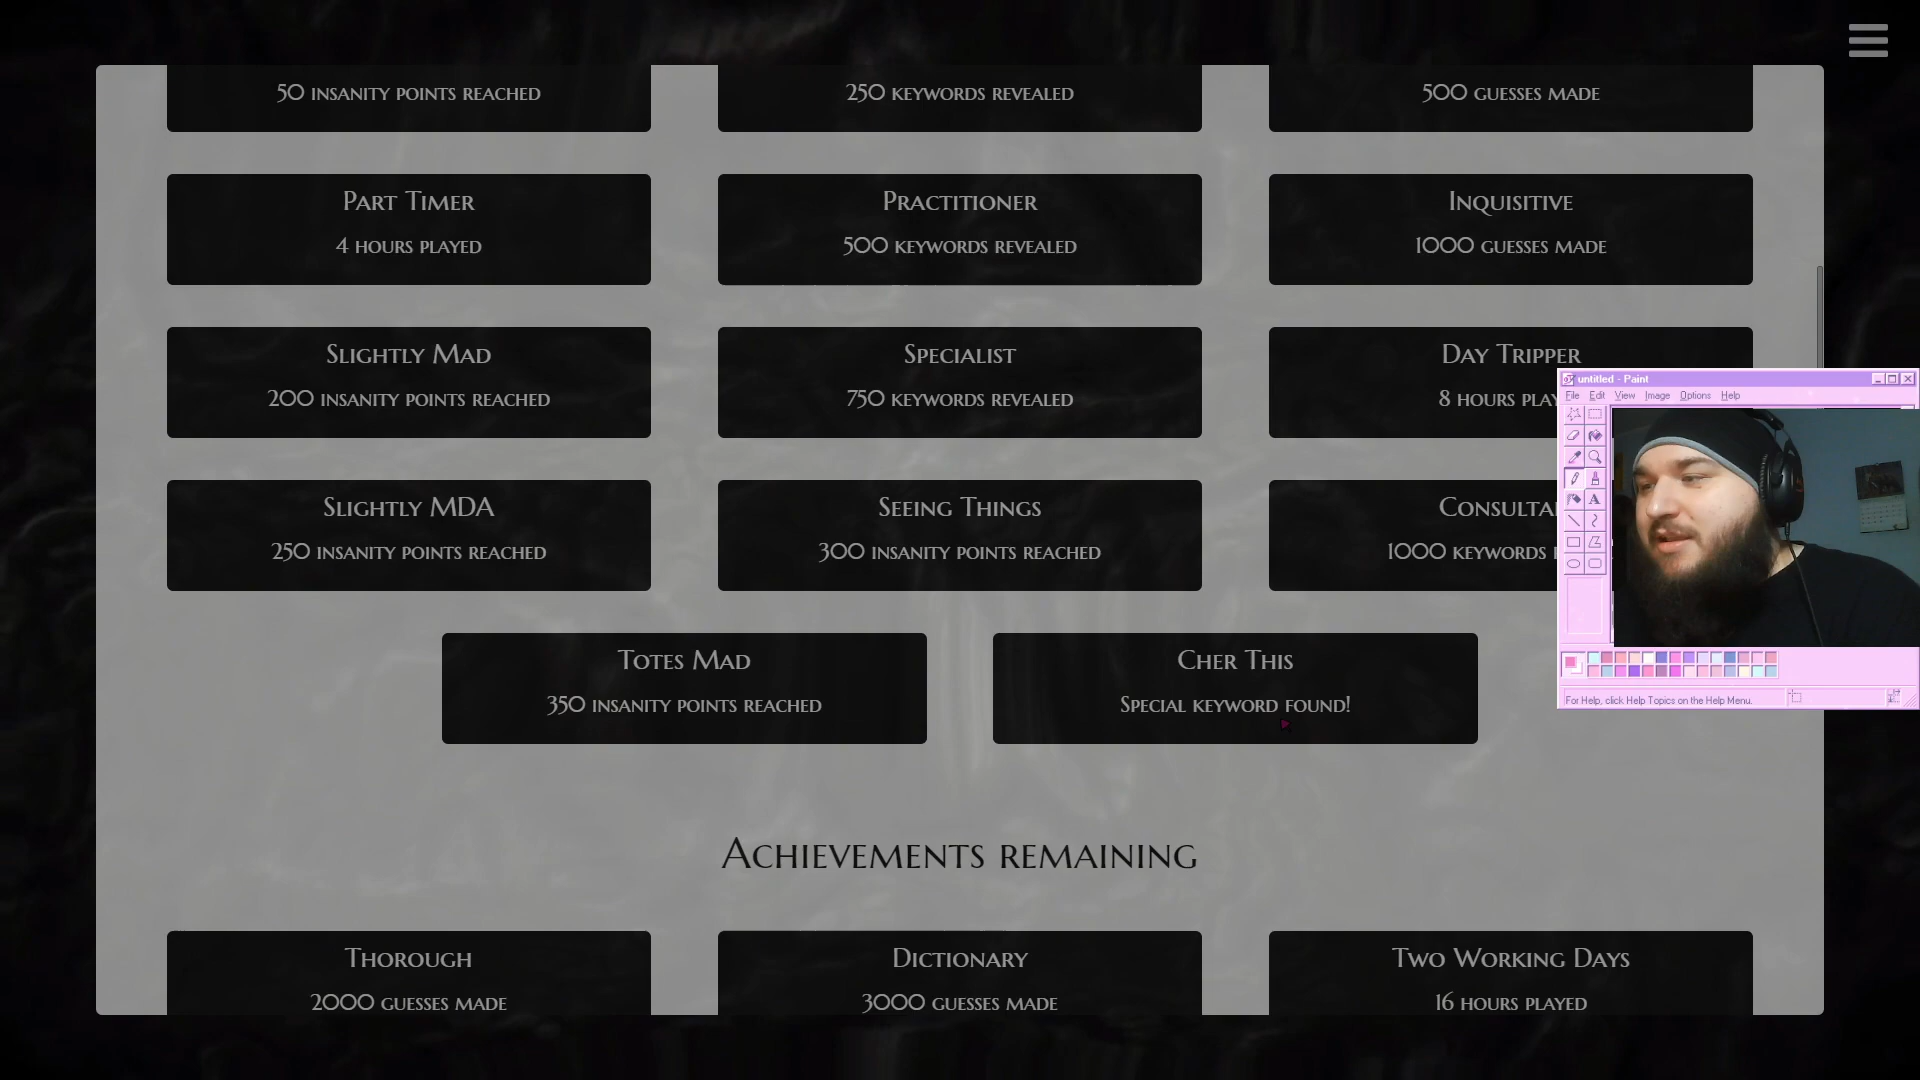 50 insanity points reached
250 keywords revealed
500 guesses made
Part Timer
4 hours played
Practitioner
500 keywords revealed
Inquisitive
1000 guesses made
Slightly Mad
200 insanity points reached
Specialist
750 keywords revealed
Day Tripper
8 hours play
Slightly MDA
250 insanity points reached
Seeing Things
300 insanity points reached
Consulta
1000 keywords
Totes Mad
350 insanity points reached
Cher This
Special keyword found!
Achievements remaining
Thorough
2000 guesses made
Dictionary
3000 guesses made
Two Working Days
16 hours played
untitled - Paint
File Edit View Image Options Help
For Help, click Help Topics on the Help Menu.